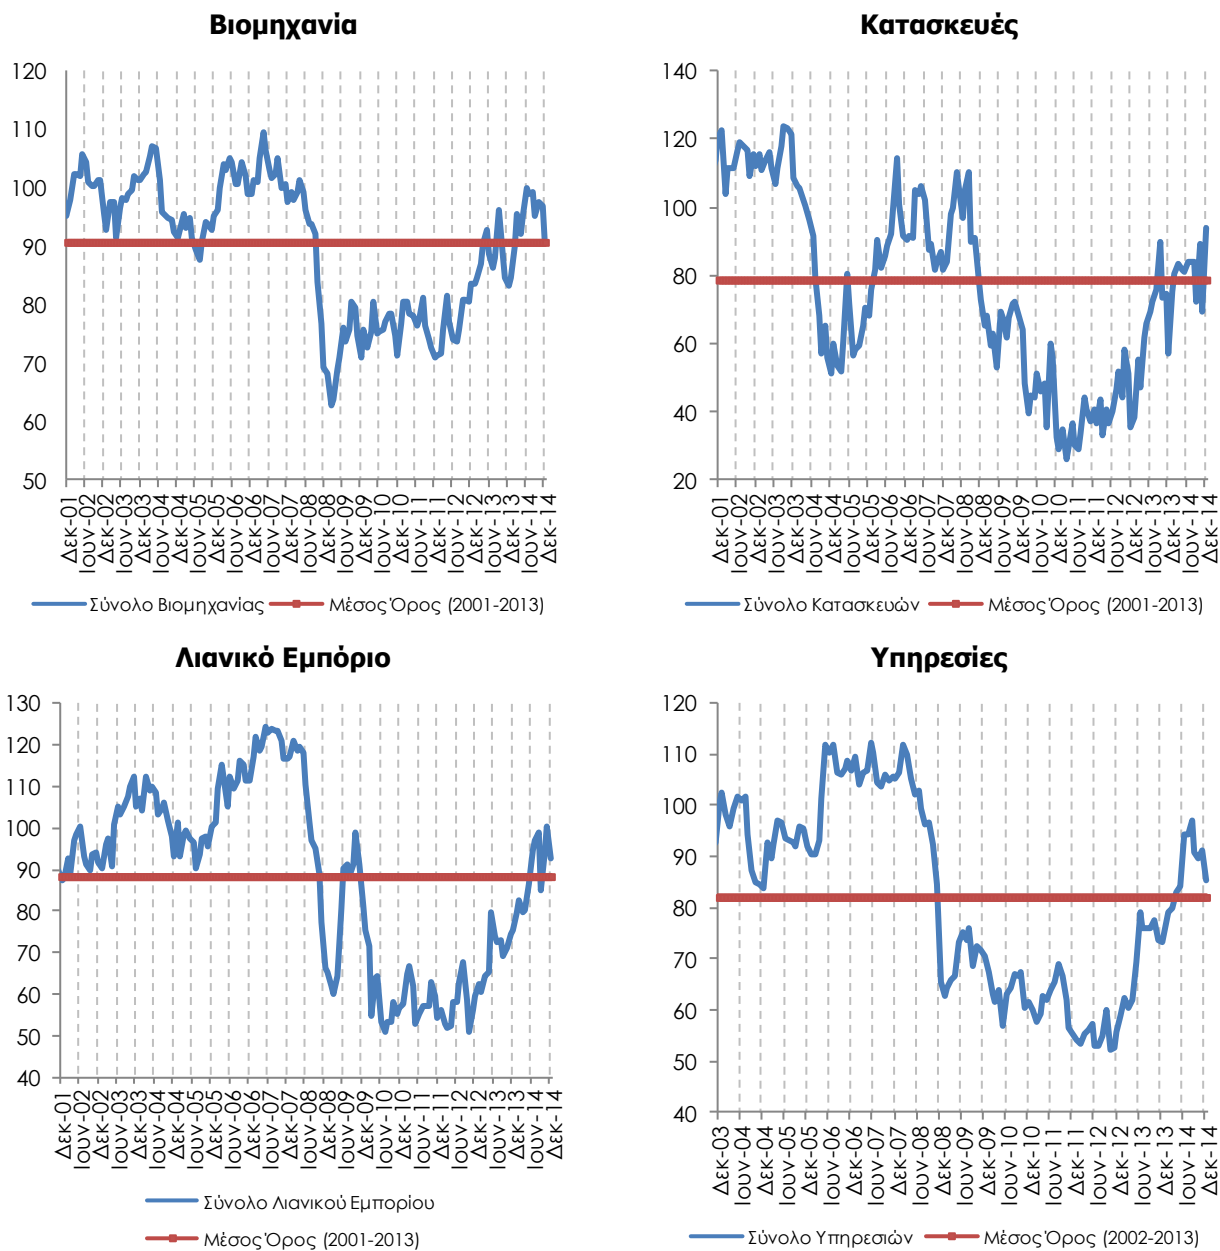 Βιομηχανία
120
110
100
90
80
70
60
50
Δεκ-01
Ιουν-02
Δεκ-02
Ιουν-03
Δεκ-03
Ιουν-04
Δεκ-04
Ιουν-05
Δεκ-05
Ιουν-06
Δεκ-06
Ιουν-07
Δεκ-07
Ιουν-08
Δεκ-08
Ιουν-09
Δεκ-09
Ιουν-10
Δεκ-10
Ιουν-11
Δεκ-11
Ιουν-12
Δεκ-12
Ιουν-13
Δεκ-13
Ιουν-14
Δεκ-14
Σύνολο Βιομηχανίας
Μέσος Όρος (2001-2013)
Κατασκευές
140
120
100
80
60
40
20
Δεκ-01
Ιουν-02
Δεκ-02
Ιουν-03
Δεκ-03
Ιουν-04
Δεκ-04
Ιουν-05
Δεκ-05
Ιουν-06
Δεκ-06
Ιουν-07
Δεκ-07
Ιουν-08
Δεκ-08
Ιουν-09
Δεκ-09
Ιουν-10
Δεκ-10
Ιουν-11
Δεκ-11
Ιουν-12
Δεκ-12
Ιουν-13
Δεκ-13
Ιουν-14
Δεκ-14
Σύνολο Κατασκευών
Μέσος Όρος (2001-2013)
Λιανικό Εμπόριο
130
120
110
100
90
80
70
60
50
40
Δεκ-01
Ιουν-02
Δεκ-02
Ιουν-03
Δεκ-03
Ιουν-04
Δεκ-04
Ιουν-05
Δεκ-05
Ιουν-06
Δεκ-06
Ιουν-07
Δεκ-07
Ιουν-08
Δεκ-08
Ιουν-09
Δεκ-09
Ιουν-10
Δεκ-10
Ιουν-11
Δεκ-11
Ιουν-12
Δεκ-12
Ιουν-13
Δεκ-13
Ιουν-14
Δεκ-14
Σύνολο Λιανικού Εμπορίου
Μέσος Όρος (2001-2013)
Υπηρεσίες
120
110
100
90
80
70
60
50
40
Δεκ-03
Ιουν-04
Δεκ-04
Ιουν-05
Δεκ-05
Ιουν-06
Δεκ-06
Ιουν-07
Δεκ-07
Ιουν-08
Δεκ-08
Ιουν-09
Δεκ-09
Ιουν-10
Δεκ-10
Ιουν-11
Δεκ-11
Ιουν-12
Δεκ-12
Ιουν-13
Δεκ-13
Ιουν-14
Δεκ-14
Σύνολο Υπηρεσιών
Μέσος Όρος (2002-2013)